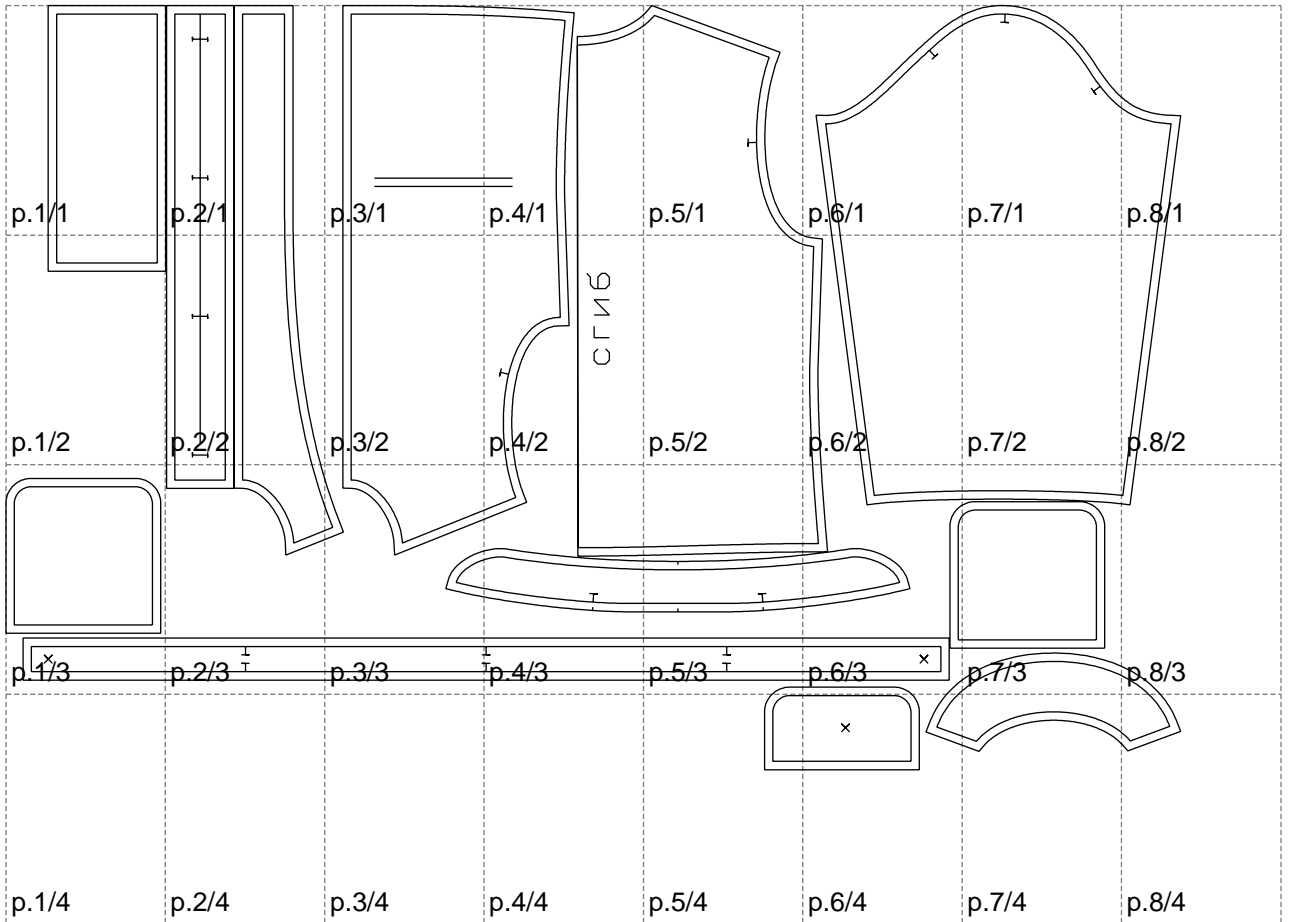 p.1/1 p.2/1 p.3/1 p.4/1 p.5/1 p.6/1 p.7/1 p.8/1
СГИБ
p.1/2 p.2/2 p.3/2 p.4/2 p.5/2 p.6/2 p.7/2 p.8/2
p.1/3 p.2/3 p.3/3 p.4/3 p.5/3 p.6/3 p.7/3 p.8/3
p.1/4 p.2/4 p.3/4 p.4/4 p.5/4 p.6/4 p.7/4 p.8/4